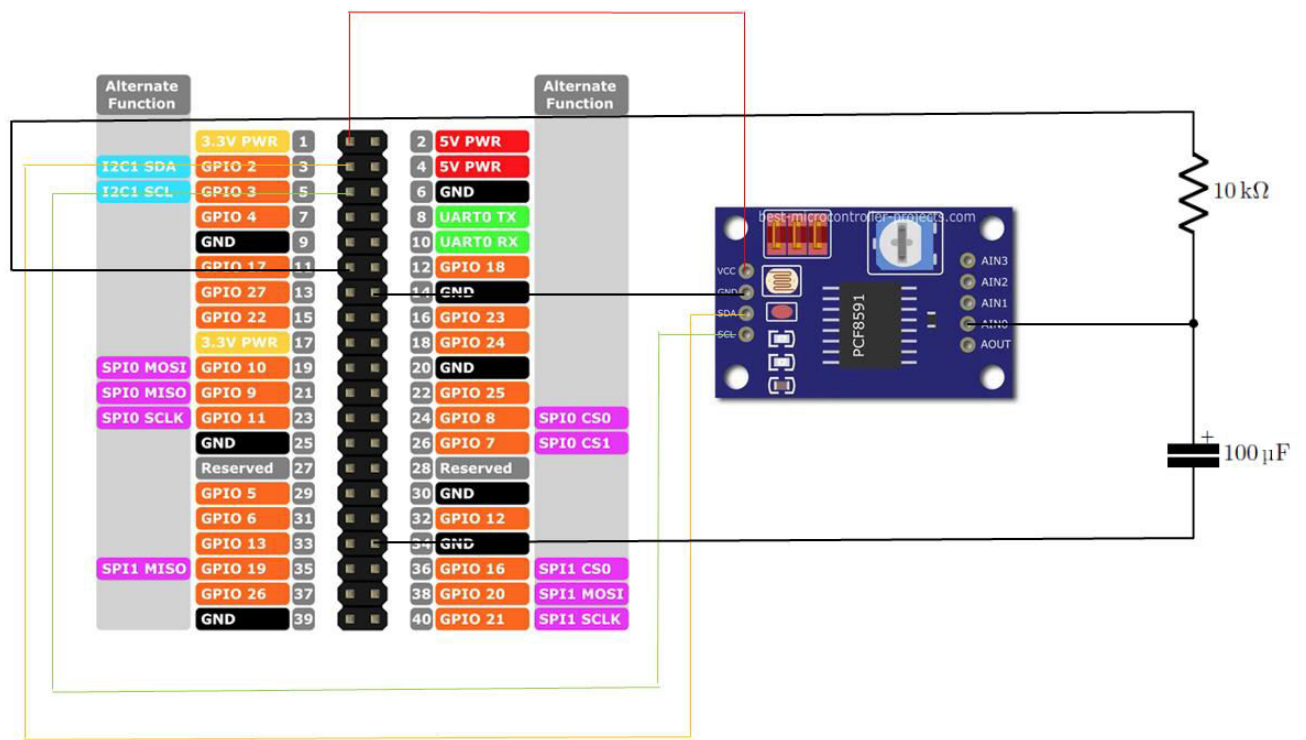 Alternate
Function
Alternate
Function
3.3V PWR 1
2 5V PWR
I2C1 SDA GPIO 2 3
4 5V PWR
I2C1 SCL GPIO 3 5
6 GND
GPIO 4 7
8 UART0 TX
GND 9
10 UART0 RX
GPIO 17 11
12 GPIO 18
GPIO 27 13
14 GND
GPIO 22 15
16 GPIO 23
3.3V PWR 17
18 GPIO 24
SPI0 MOSI GPIO 10 19
20 GND
SPI0 MISO GPIO 9 21
22 GPIO 25
SPI0 SCLK GPIO 11 23
24 GPIO 8 SPI0 CS0
GND 25
26 GPIO 7 SPI0 CS1
Reserved 27
28 Reserved
GPIO 5 29
30 GND
GPIO 6 31
32 GPIO 12
GPIO 13 33
34 GND
SPI1 MISO GPIO 19 35
36 GPIO 16 SPI1 CS0
GPIO 26 37
38 GPIO 20 SPI1 MOSI
GND 39
40 GPIO 21 SPI1 SCLK
best-microcontroller-projects.com
VCC
GND
SDA
SCL
PCF8591
AIN3
AIN2
AIN1
AIN0
AOUT
10 kΩ
+
100 µF